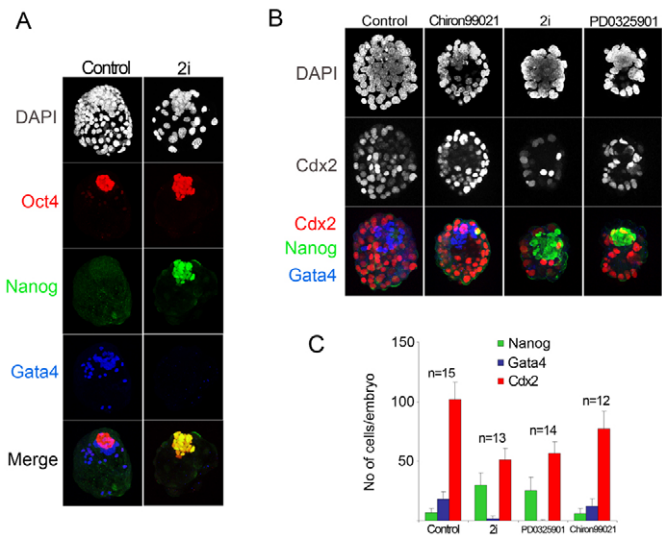 A
Control 2i
DAPI
Oct4
Nanog
Gata4
Merge
B
Control Chiron99021 2i PD0325901
DAPI
Cdx2
Cdx2
Nanog
Gata4
C
No of cells/embryo
150
100
50
Nanog
Gata4
Cdx2
n=15
n=13
n=14
n=12
Control 2i PD0325901 Chiron99021